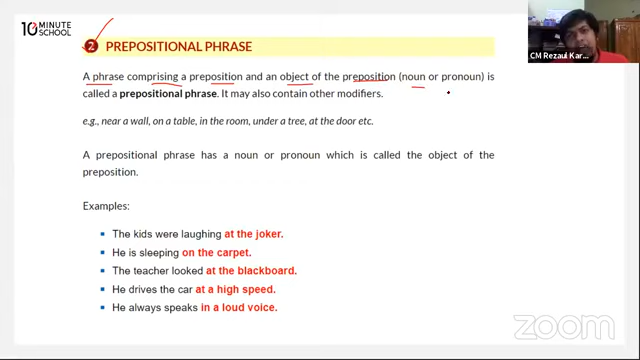 10 MINUTE
SCHOOL
2 PREPOSITIONAL PHRASE
CM Rezaul Kar...
A phrase comprising a preposition and an object of the preposition (noun or pronoun) is
called a prepositional phrase. It may also contain other modifiers.
e.g., near a wall, on a table, in the room, under a tree, at the door etc.
A prepositional phrase has a noun or pronoun which is called the object of the
preposition.
Examples:
The kids were laughing at the joker.
He is sleeping on the carpet.
The teacher looked at the blackboard.
He drives the car at a high speed.
He always speaks in a loud voice.
zoom